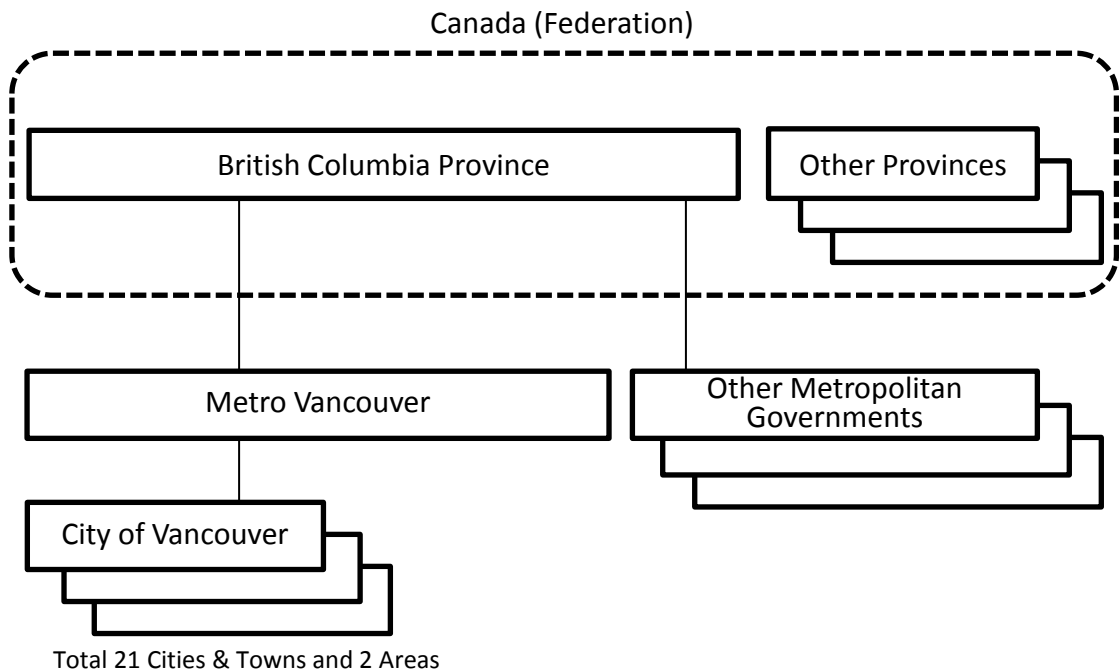 Canada (Federation)
British Columbia Province
Other Provinces
Metro Vancouver
Other Metropolitan
Governments
City of Vancouver
Total 21 Cities & Towns and 2 Areas